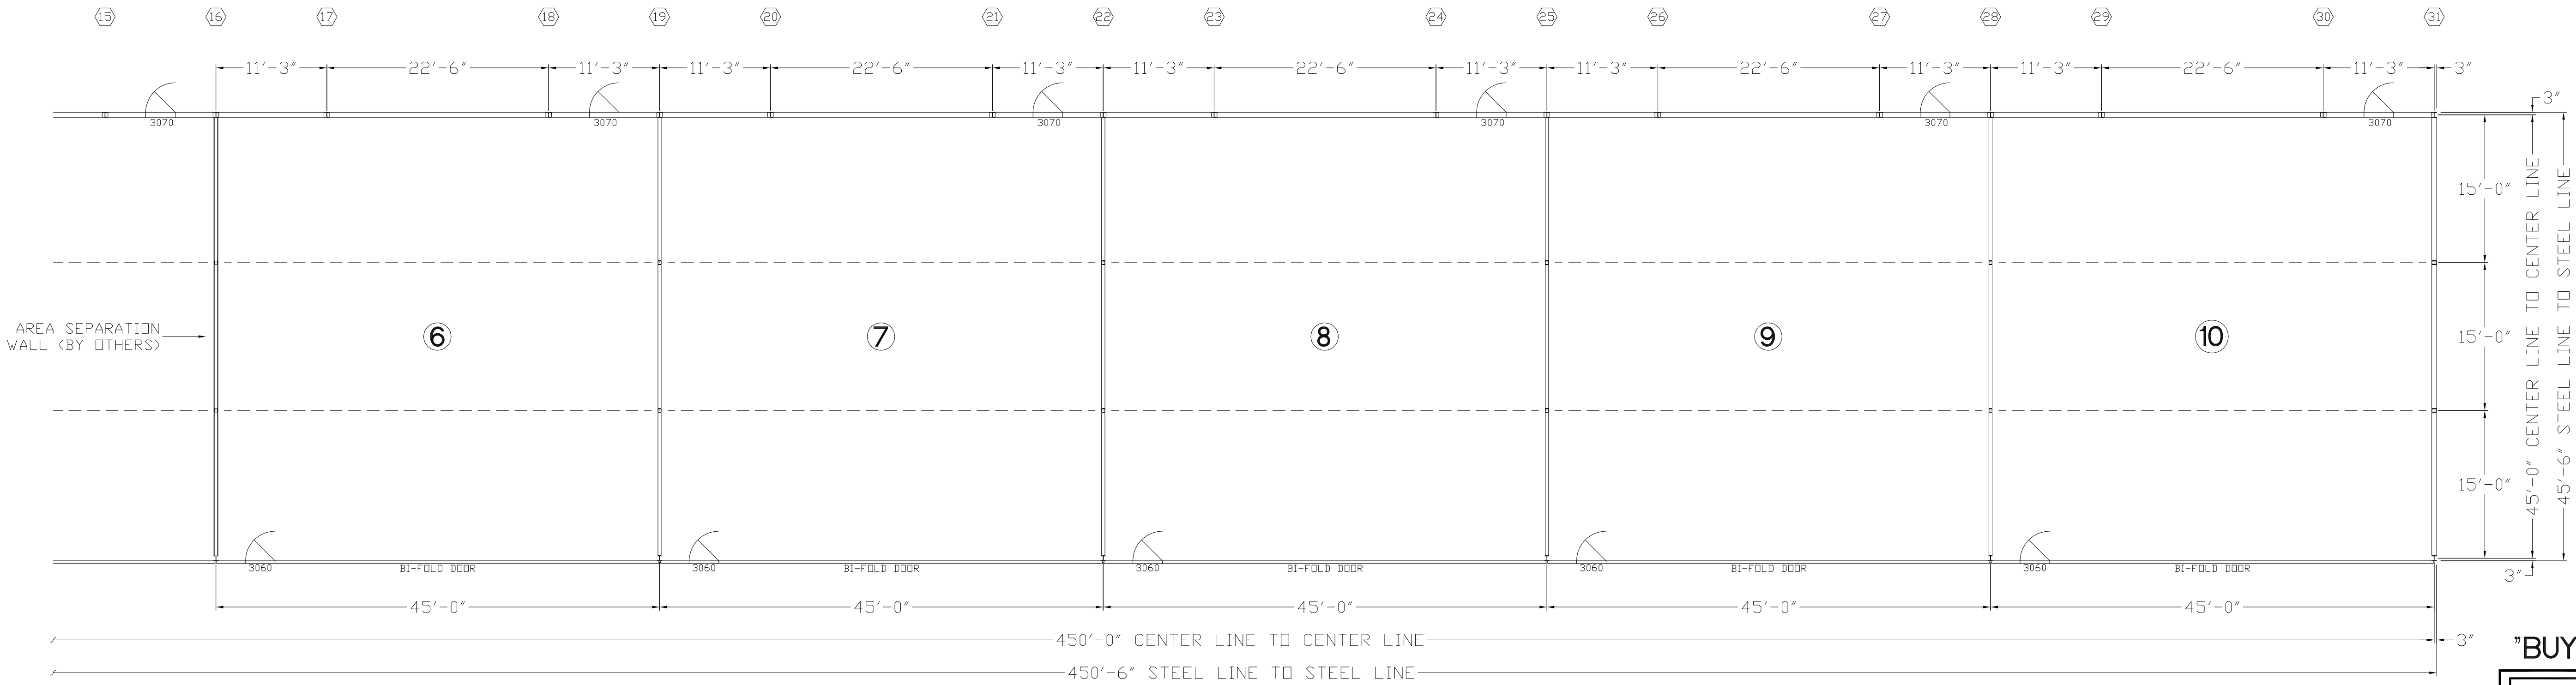 15 16 17 18 19 20 21 22 23 24 25 26 27 28 29 30 31
11'-3" 22'-6" 11'-3" 11'-3" 22'-6" 11'-3" 11'-3" 22'-6" 11'-3" 11'-3" 22'-6" 11'-3" 11'-3" 22'-6" 11'-3" 3"
3"
3070 3070 3070 3070 3070 3070
15'-0"
15'-0"
15'-0"
45'-0" CENTER LINE TO CENTER LINE
45'-6" STEEL LINE TO STEEL LINE
AREA SEPARATION
WALL (BY OTHERS)
6 7 8 9 10
3060 BI-FOLD DOOR 3060 BI-FOLD DOOR 3060 BI-FOLD DOOR 3060 BI-FOLD DOOR 3060 BI-FOLD DOOR
3"
45'-0" 45'-0" 45'-0" 45'-0" 45'-0"
450'-0" CENTER LINE TO CENTER LINE 3"
450'-6" STEEL LINE TO STEEL LINE
"BUY